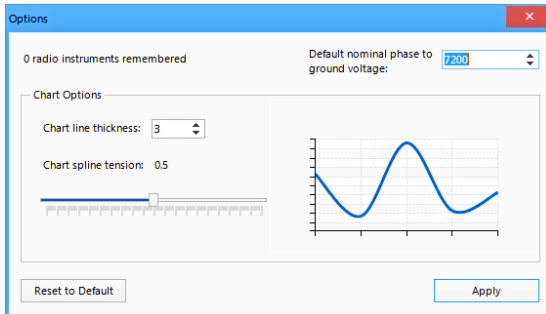 Options
0 radio instruments remembered
Default nominal phase to
ground voltage:
7200
Chart Options
Chart line thickness: 3
Chart spline tension: 0.5
Reset to Default
Apply